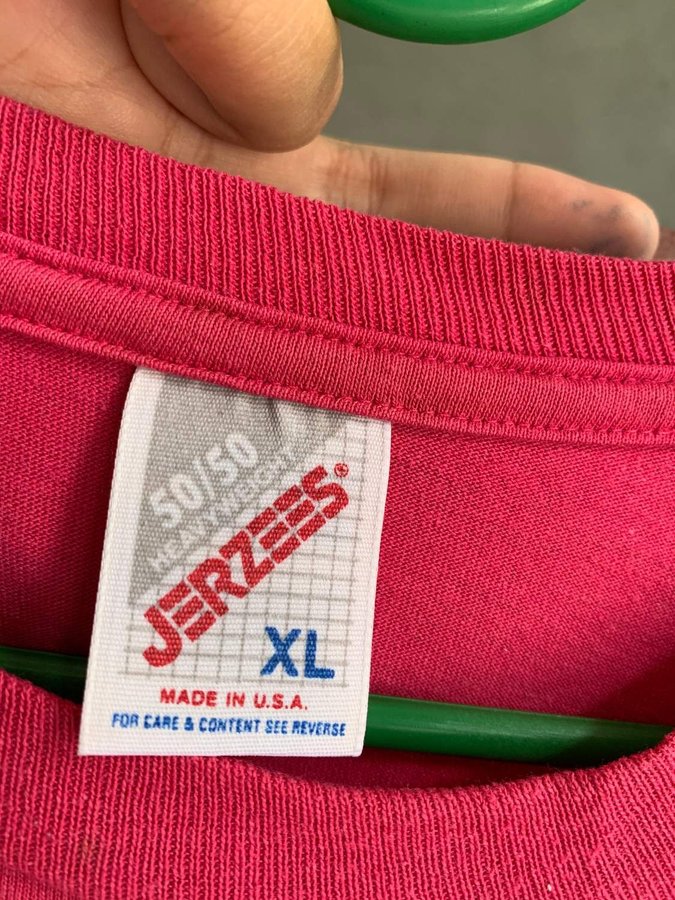 50/50
HEAVYWEIGHT
JERZEES®
XL
MADE IN U.S.A.
FOR CARE & CONTENT SEE REVERSE